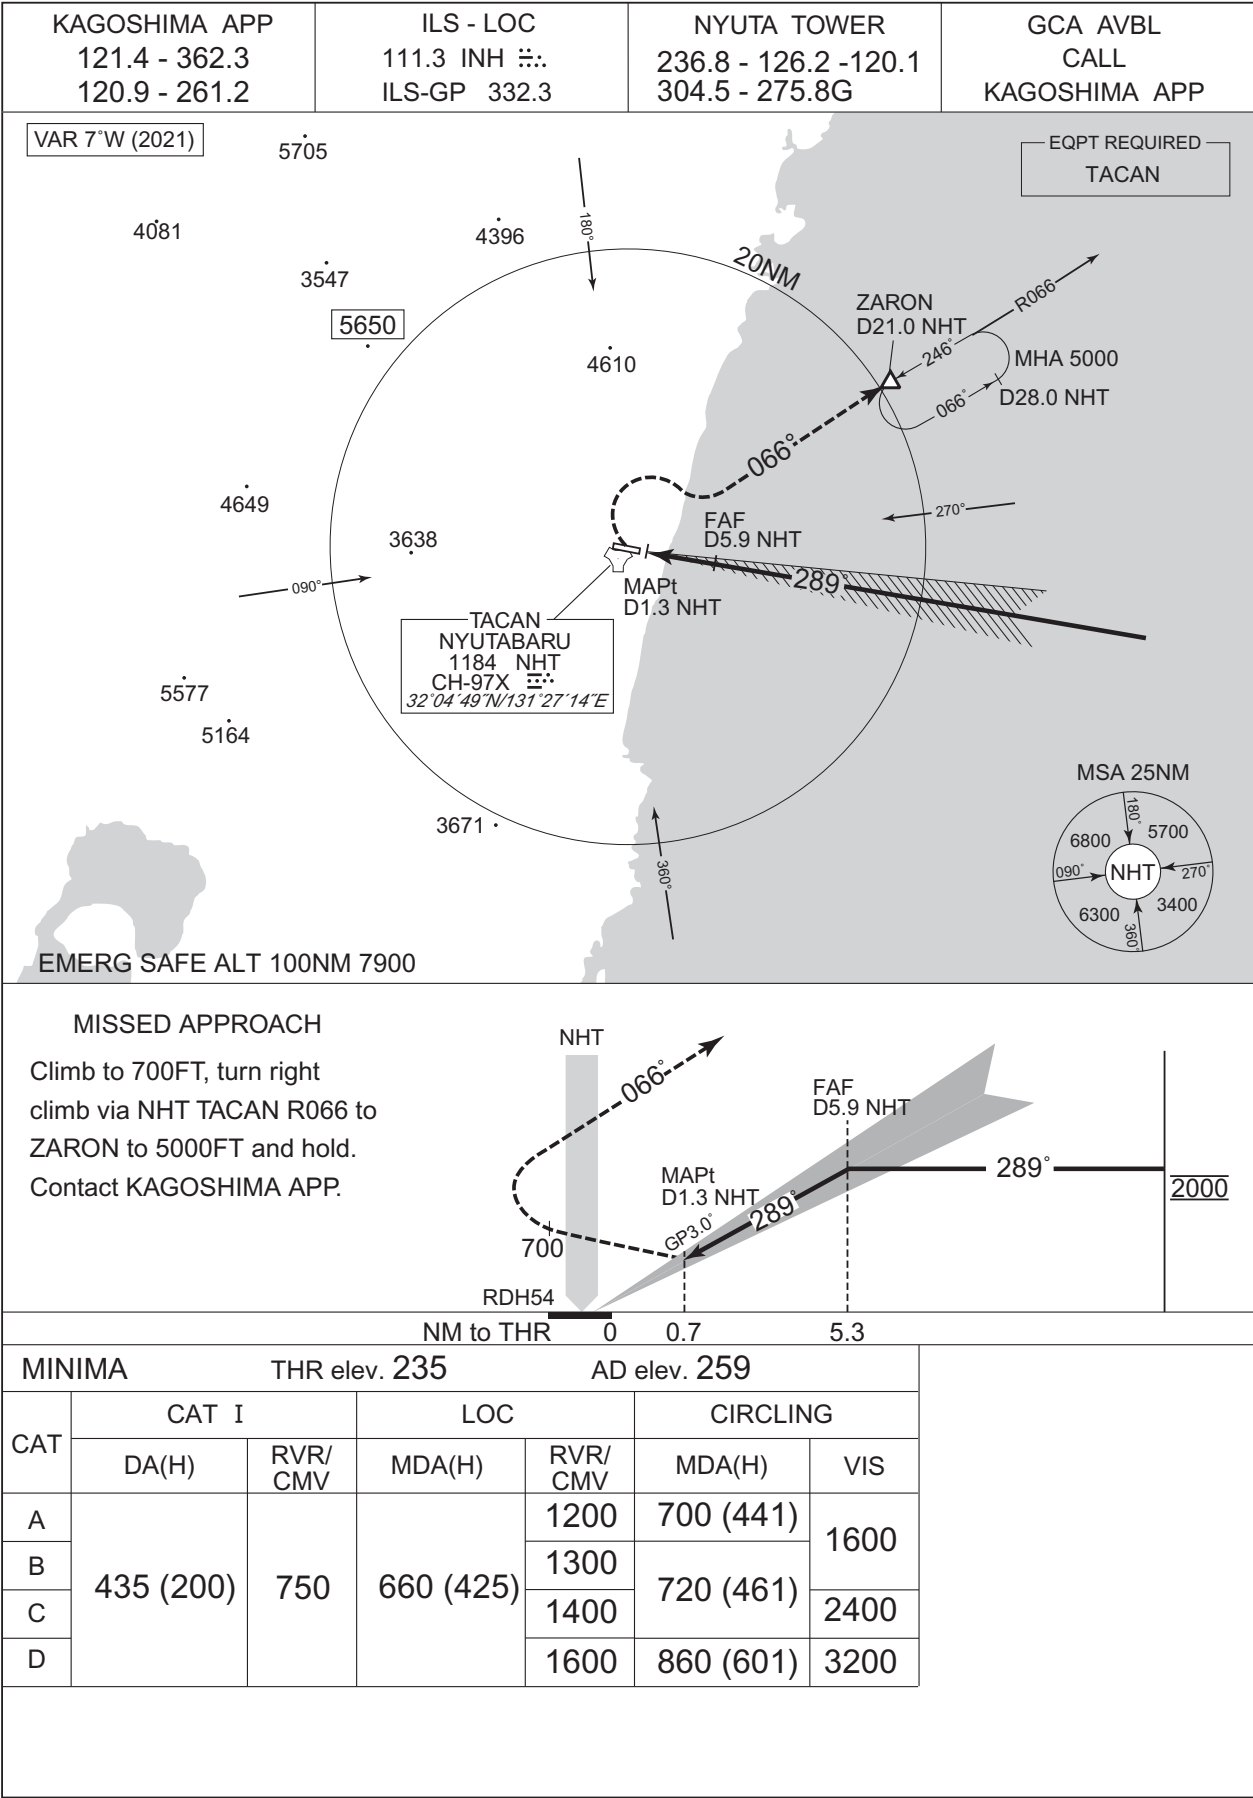 KAGOSHIMA APP
121.4 - 362.3
120.9 - 261.2
ILS - LOC
111.3 INH
ILS-GP 332.3
NYUTA TOWER
236.8 - 126.2 -120.1
304.5 - 275.8G
GCA AVBL
CALL
KAGOSHIMA APP
VAR 7°W (2021)
EQPT REQUIRED
TACAN
5705
4081
4396
3547
5650
4610
180°
20NM
ZARON
D21.0 NHT
R066
246°
MHA 5000
066°
D28.0 NHT
066°
4649
3638
270°
090°
FAF
D5.9 NHT
289°
MAPt
D1.3 NHT
TACAN
NYUTABARU
1184 NHT
CH-97X
32°04´49˝N/131°27´14˝E
5577
5164
3671
360°
MSA 25NM
180°
6800
5700
090°
NHT
270°
6300
3400
360°
EMERG SAFE ALT 100NM 7900
MISSED APPROACH
Climb to 700FT, turn right
climb via NHT TACAN R066 to
ZARON to 5000FT and hold.
Contact KAGOSHIMA APP.
NHT
066°
FAF
D5.9 NHT
MAPt
D1.3 NHT
289°
289°
2000
GP3.0°
700
RDH54
NM to THR 0 0.7 5.3
MINIMA THR elev. 235 AD elev. 259
CAT
CAT I
LOC
CIRCLING
DA(H)
RVR/
CMV
MDA(H)
RVR/
CMV
MDA(H)
VIS
A
B
C
D
435 (200)
750
660 (425)
1200
1300
1400
1600
700 (441)
720 (461)
860 (601)
1600
2400
3200